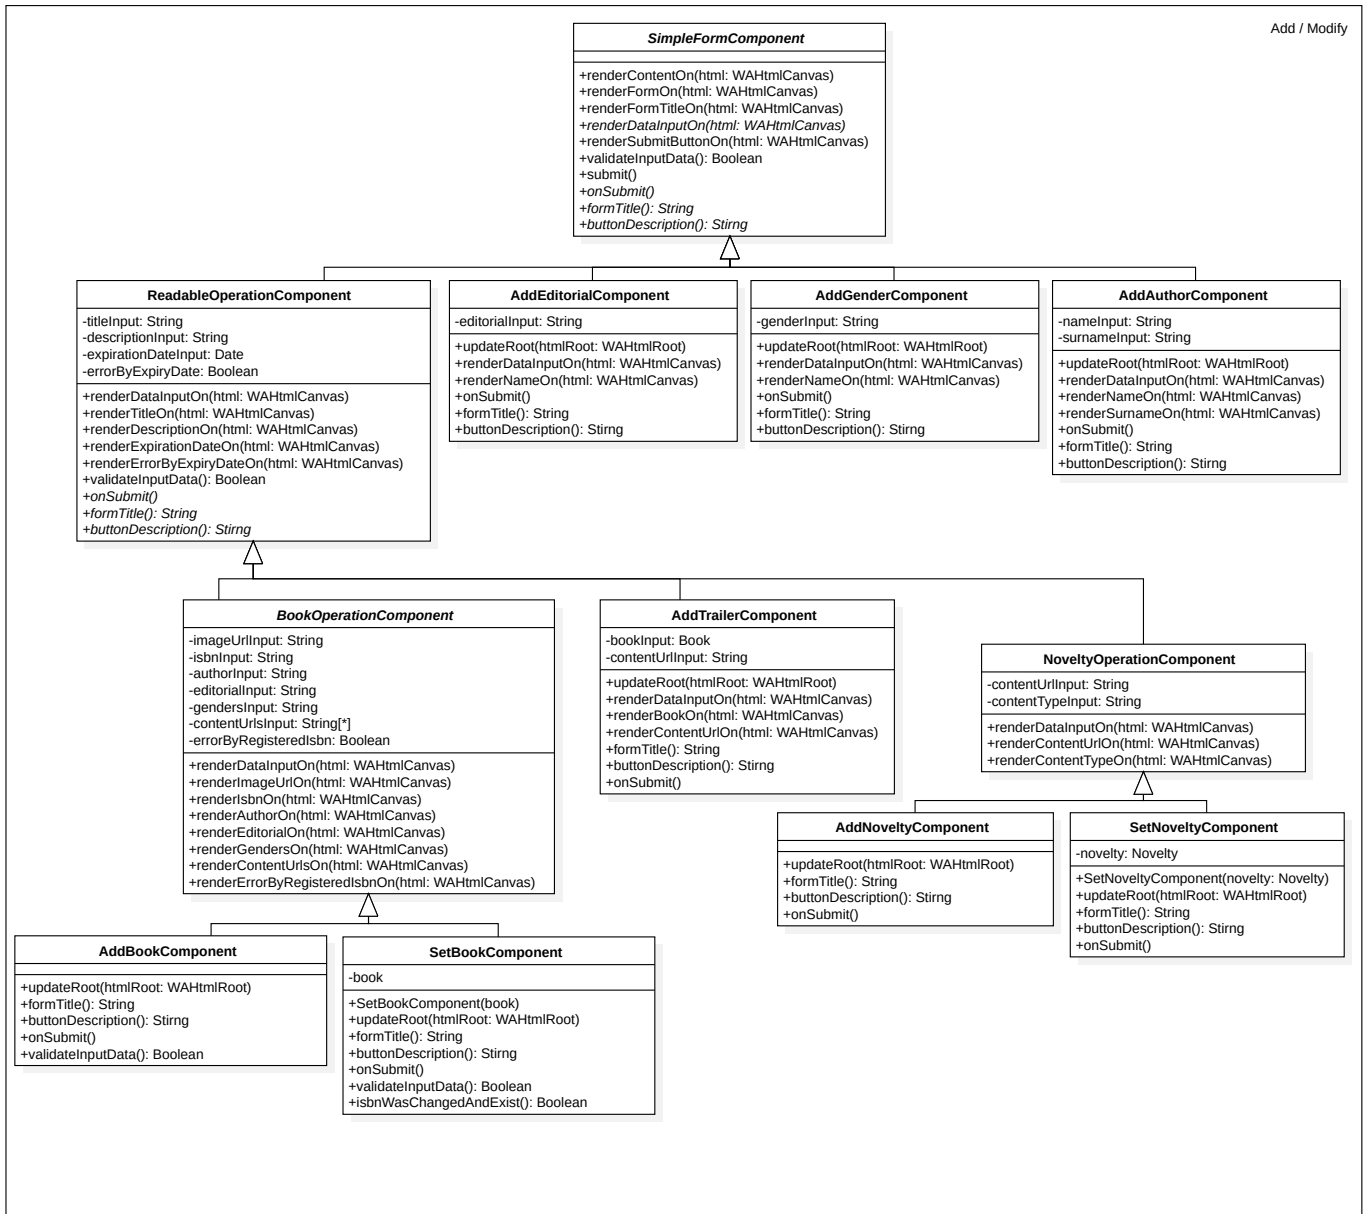 Add / Modify
SimpleFormComponent
+renderContentOn(html: WAHtmlCanvas)
+renderFormOn(html: WAHtmlCanvas)
+renderFormTitleOn(html: WAHtmlCanvas)
+renderDataInputOn(html: WAHtmlCanvas)
+renderSubmitButtonOn(html: WAHtmlCanvas)
+validateInputData(): Boolean
+submit()
+onSubmit()
+formTitle(): String
+buttonDescription(): Stirng
ReadableOperationComponent
-titleInput: String
-descriptionInput: String
-expirationDateInput: Date
-errorByExpiryDate: Boolean
+renderDataInputOn(html: WAHtmlCanvas)
+renderTitleOn(html: WAHtmlCanvas)
+renderDescriptionOn(html: WAHtmlCanvas)
+renderExpirationDateOn(html: WAHtmlCanvas)
+renderErrorByExpiryDateOn(html: WAHtmlCanvas)
+validateInputData(): Boolean
+onSubmit()
+formTitle(): String
+buttonDescription(): Stirng
AddEditorialComponent
-editorialInput: String
+updateRoot(htmlRoot: WAHtmlRoot)
+renderDataInputOn(html: WAHtmlCanvas)
+renderNameOn(html: WAHtmlCanvas)
+onSubmit()
+formTitle(): String
+buttonDescription(): Stirng
AddGenderComponent
-genderInput: String
+updateRoot(htmlRoot: WAHtmlRoot)
+renderDataInputOn(html: WAHtmlCanvas)
+renderNameOn(html: WAHtmlCanvas)
+onSubmit()
+formTitle(): String
+buttonDescription(): Stirng
AddAuthorComponent
-nameInput: String
-surnameInput: String
+updateRoot(htmlRoot: WAHtmlRoot)
+renderDataInputOn(html: WAHtmlCanvas)
+renderNameOn(html: WAHtmlCanvas)
+renderSurnameOn(html: WAHtmlCanvas)
+onSubmit()
+formTitle(): String
+buttonDescription(): Stirng
BookOperationComponent
-imageUrlInput: String
-isbnInput: String
-authorInput: String
-editorialInput: String
-gendersInput: String
-contentUrlsInput: String[*]
-errorByRegisteredIsbn: Boolean
+renderDataInputOn(html: WAHtmlCanvas)
+renderImageUrlOn(html: WAHtmlCanvas)
+renderIsbnOn(html: WAHtmlCanvas)
+renderAuthorOn(html: WAHtmlCanvas)
+renderEditorialOn(html: WAHtmlCanvas)
+renderGendersOn(html: WAHtmlCanvas)
+renderContentUrlsOn(html: WAHtmlCanvas)
+renderErrorByRegisteredIsbnOn(html: WAHtmlCanvas)
AddTrailerComponent
-bookInput: Book
-contentUrlInput: String
+updateRoot(htmlRoot: WAHtmlRoot)
+renderDataInputOn(html: WAHtmlCanvas)
+renderBookOn(html: WAHtmlCanvas)
+renderContentUrlOn(html: WAHtmlCanvas)
+formTitle(): String
+buttonDescription(): Stirng
+onSubmit()
NoveltyOperationComponent
-contentUrlInput: String
-contentTypeInput: String
+renderDataInputOn(html: WAHtmlCanvas)
+renderContentUrlOn(html: WAHtmlCanvas)
+renderContentTypeOn(html: WAHtmlCanvas)
AddNoveltyComponent
+updateRoot(htmlRoot: WAHtmlRoot)
+formTitle(): String
+buttonDescription(): Stirng
+onSubmit()
SetNoveltyComponent
-novelty: Novelty
+SetNoveltyComponent(novelty: Novelty)
+updateRoot(htmlRoot: WAHtmlRoot)
+formTitle(): String
+buttonDescription(): Stirng
+onSubmit()
AddBookComponent
+updateRoot(htmlRoot: WAHtmlRoot)
+formTitle(): String
+buttonDescription(): Stirng
+onSubmit()
+validateInputData(): Boolean
SetBookComponent
-book
+SetBookComponent(book)
+updateRoot(htmlRoot: WAHtmlRoot)
+formTitle(): String
+buttonDescription(): Stirng
+onSubmit()
+validateInputData(): Boolean
+isbnWasChangedAndExist(): Boolean